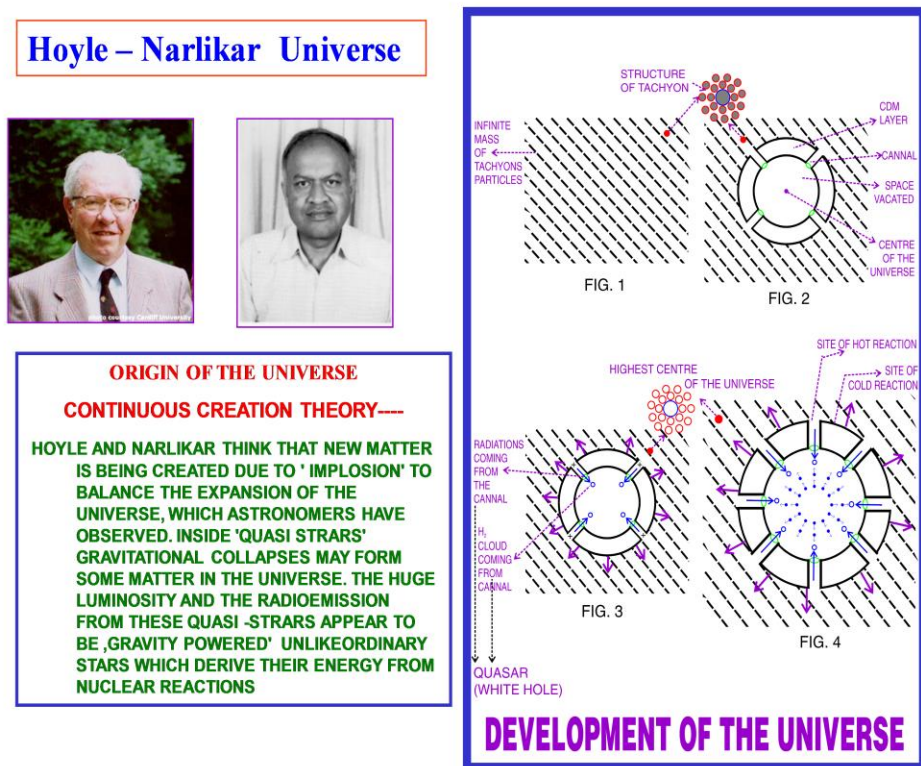 Hoyle – Narlikar Universe
photo courtesy Cardiff University
ORIGIN OF THE UNIVERSE
CONTINUOUS CREATION THEORY----
HOYLE AND NARLIKAR THINK THAT NEW MATTER
IS BEING CREATED DUE TO ' IMPLOSION' TO
BALANCE THE EXPANSION OF THE
UNIVERSE, WHICH ASTRONOMERS HAVE
OBSERVED. INSIDE 'QUASI STRARS'
GRAVITATIONAL COLLAPSES MAY FORM
SOME MATTER IN THE UNIVERSE. THE HUGE
LUMINOSITY AND THE RADIOEMISSION
FROM THESE QUASI -STRARS APPEAR TO
BE ‚GRAVITY POWERED' UNLIKEORDINARY
STARS WHICH DERIVE THEIR ENERGY FROM
NUCLEAR REACTIONS
STRUCTURE
OF TACHYON
INFINITE
MASS
OF
TACHYONS
PARTICLES
FIG. 1
CDM
LAYER
CANNAL
SPACE
VACATED
CENTRE
OF THE
UNIVERSE
FIG. 2
HIGHEST CENTRE
OF THE UNIVERSE
RADIATIONS
COMING
FROM
THE
CANNAL
H2
CLOUD
COMING
FROM
CANNAL
FIG. 3
SITE OF HOT REACTION
SITE OF
COLD REACTION
FIG. 4
QUASAR
(WHITE HOLE)
DEVELOPMENT OF THE UNIVERSE